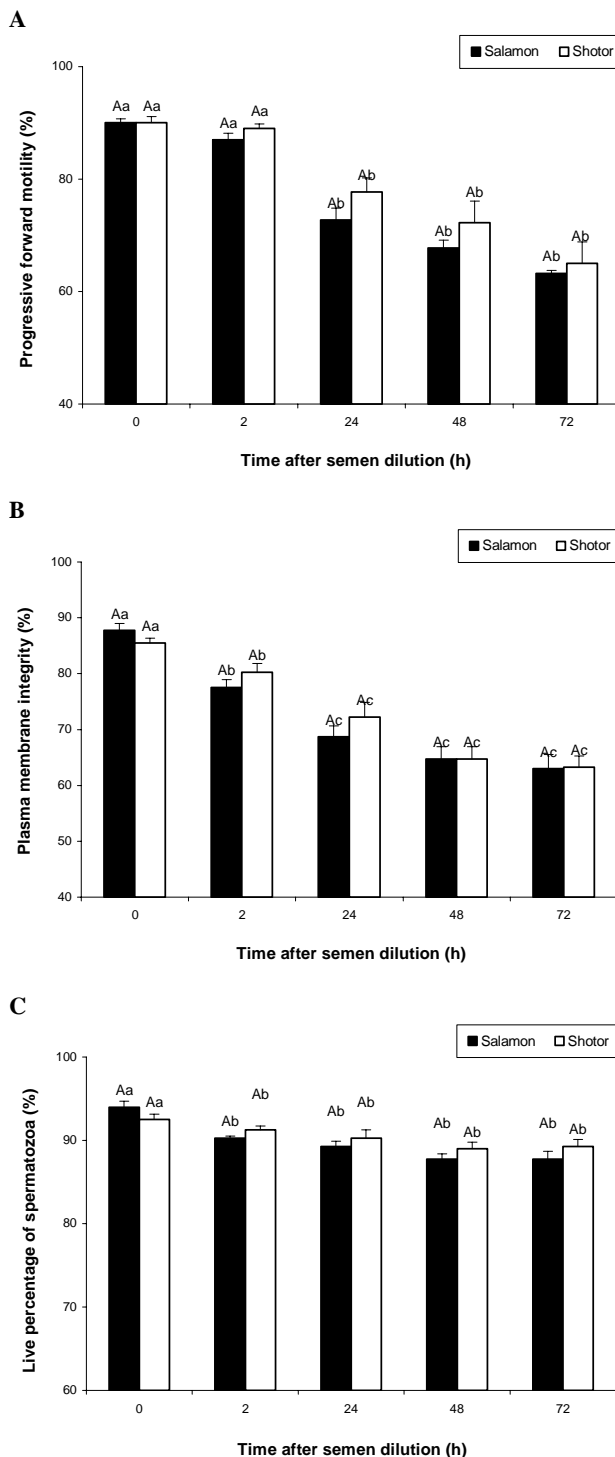 A
Salamon Shotor
100
Aa Aa
Aa Aa
80
Ab Ab
Ab Ab
Ab Ab
60
40
Progressive forward motility (%)
0 2 24 48 72
Time after semen dilution (h)
B
Salamon Shotor
100
90
Aa Aa
80
Ab Ab
70
Ac Ac
Ac Ac
Ac Ac
60
50
40
Plasma membrane integrity (%)
0 2 24 48 72
Time after semen dilution (h)
C
Salamon Shotor
100
Aa Aa
Ab Ab
Ab Ab
Ab Ab
Ab Ab
90
80
70
60
Live percentage of spermatozoa (%)
0 2 24 48 72
Time after semen dilution (h)